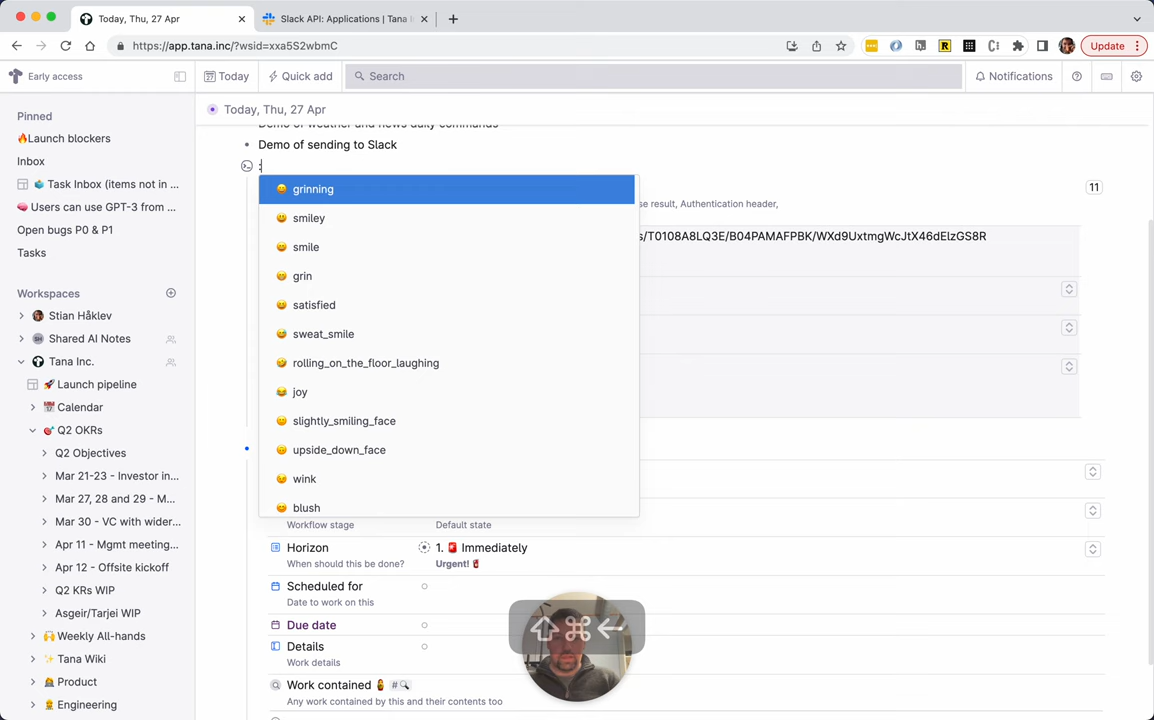 Today, Thu, 27 Apr
Slack API: Applications | Tana I
https://app.tana.inc/?wsid=xxa5S2wbmC
Update
Early access
Today
Quick add
Search
Notifications
Today, Thu, 27 Apr
Pinned
🔥Launch blockers
Inbox
Task Inbox (items not in ...
🧠Users can use GPT-3 from ...
Open bugs P0 & P1
Tasks
Workspaces
Stian Håklev
SH Shared AI Notes
Tana Inc.
🚀 Launch pipeline
📅 Calendar
🎯 Q2 OKRs
Q2 Objectives
Mar 21-23 - Investor in...
Mar 27, 28 and 29 - M...
Mar 30 - VC with wider...
Apr 11 - Mgmt meeting...
Apr 12 - Offsite kickoff
Q2 KRs WIP
Asgeir/Tarjei WIP
🙌 Weekly All-hands
✨ Tana Wiki
Product
Engineering
Demo of weather and news daily commands
Demo of sending to Slack
:
😀 grinning
😃 smiley
😄 smile
😁 grin
😆 satisfied
😅 sweat_smile
🤣 rolling_on_the_floor_laughing
😂 joy
🙂 slightly_smiling_face
🙃 upside_down_face
😉 wink
😊 blush
11
se result, Authentication header,
s/T0108A8LQ3E/B04PAMAFPBK/WXd9UxtmgWcJtX46dElzGS8R
Workflow stage
Default state
Horizon
1. 🚨 Immediately
When should this be done?
Urgent! 🧯
Scheduled for
Date to work on this
Due date
Details
Work details
Work contained #🔍
Any work contained by this and their contents too
⇧⌘←